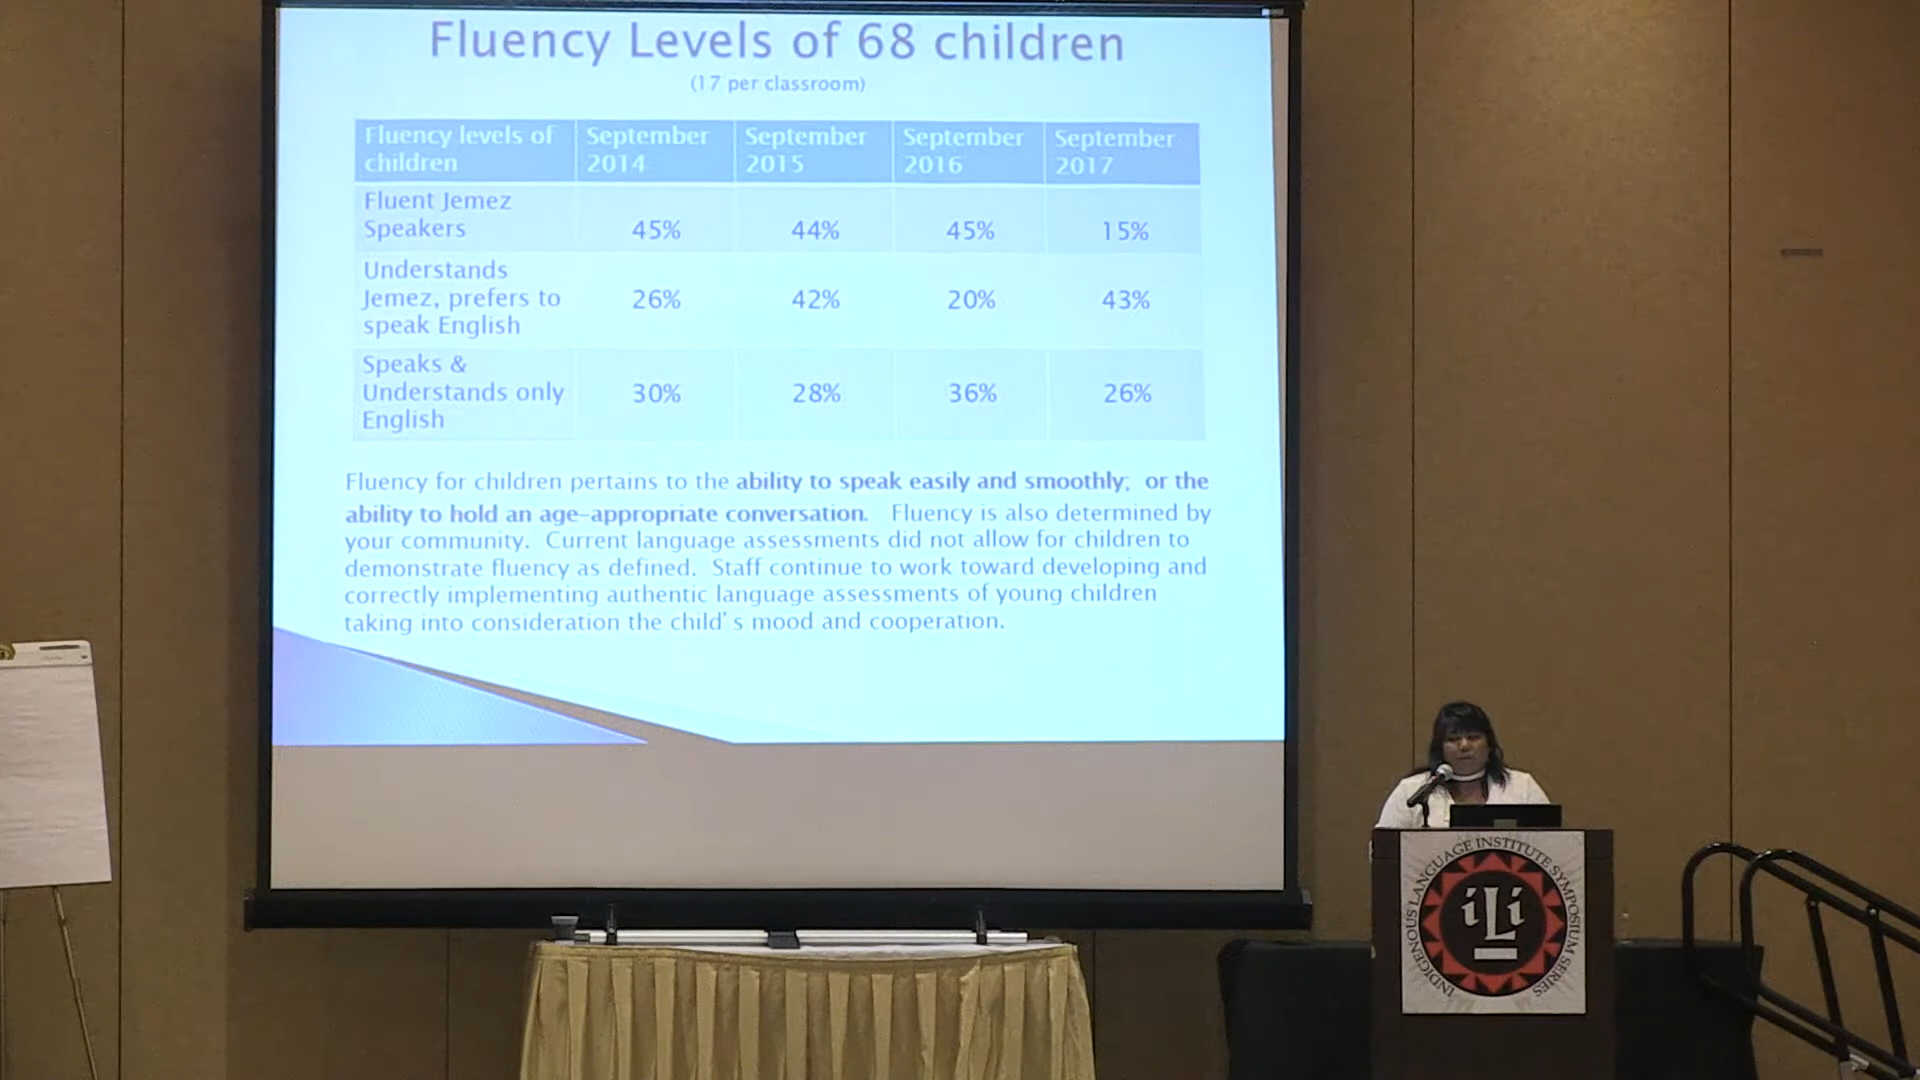 Fluency Levels of 68 children
(17 per classroom)
Fluency levels of children September 2014 September 2015 September 2016 September 2017
Fluent Jemez Speakers 45% 44% 45% 15%
Understands Jemez, prefers to speak English 26% 42% 20% 43%
Speaks & Understands only English 30% 28% 36% 26%
Fluency for children pertains to the ability to speak easily and smoothly; or the
ability to hold an age-appropriate conversation. Fluency is also determined by
your community. Current language assessments did not allow for children to
demonstrate fluency as defined. Staff continue to work toward developing and
correctly implementing authentic language assessments of young children
taking into consideration the child's mood and cooperation.
INDIGENOUS LANGUAGE INSTITUTE SYMPOSIUM SERIES
iLi